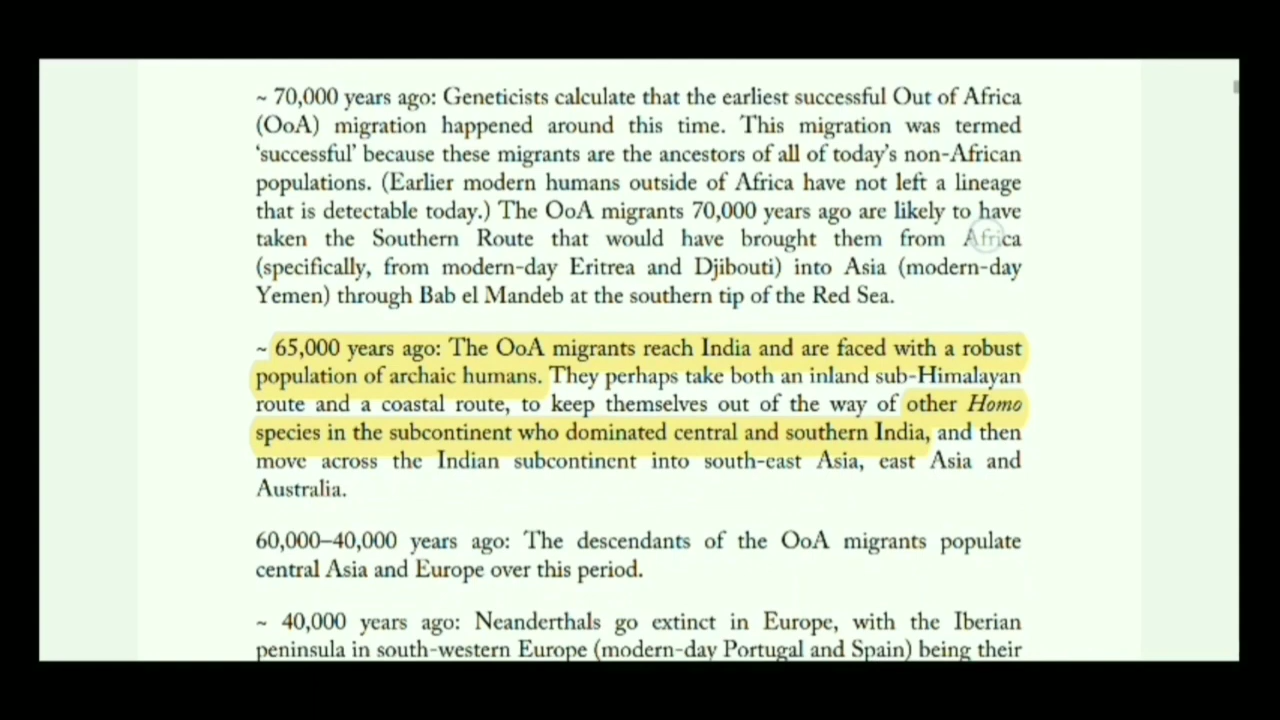 ~ 70,000 years ago: Geneticists calculate that the earliest successful Out of Africa
(OoA) migration happened around this time. This migration was termed
‘successful’ because these migrants are the ancestors of all of today’s non-African
populations. (Earlier modern humans outside of Africa have not left a lineage
that is detectable today.) The OoA migrants 70,000 years ago are likely to have
taken the Southern Route that would have brought them from Africa
(specifically, from modern-day Eritrea and Djibouti) into Asia (modern-day
Yemen) through Bab el Mandeb at the southern tip of the Red Sea.
~ 65,000 years ago: The OoA migrants reach India and are faced with a robust
population of archaic humans. They perhaps take both an inland sub-Himalayan
route and a coastal route, to keep themselves out of the way of other Homo
species in the subcontinent who dominated central and southern India, and then
move across the Indian subcontinent into south-east Asia, east Asia and
Australia.
60,000–40,000 years ago: The descendants of the OoA migrants populate
central Asia and Europe over this period.
~ 40,000 years ago: Neanderthals go extinct in Europe, with the Iberian
peninsula in south-western Europe (modern-day Portugal and Spain) being their